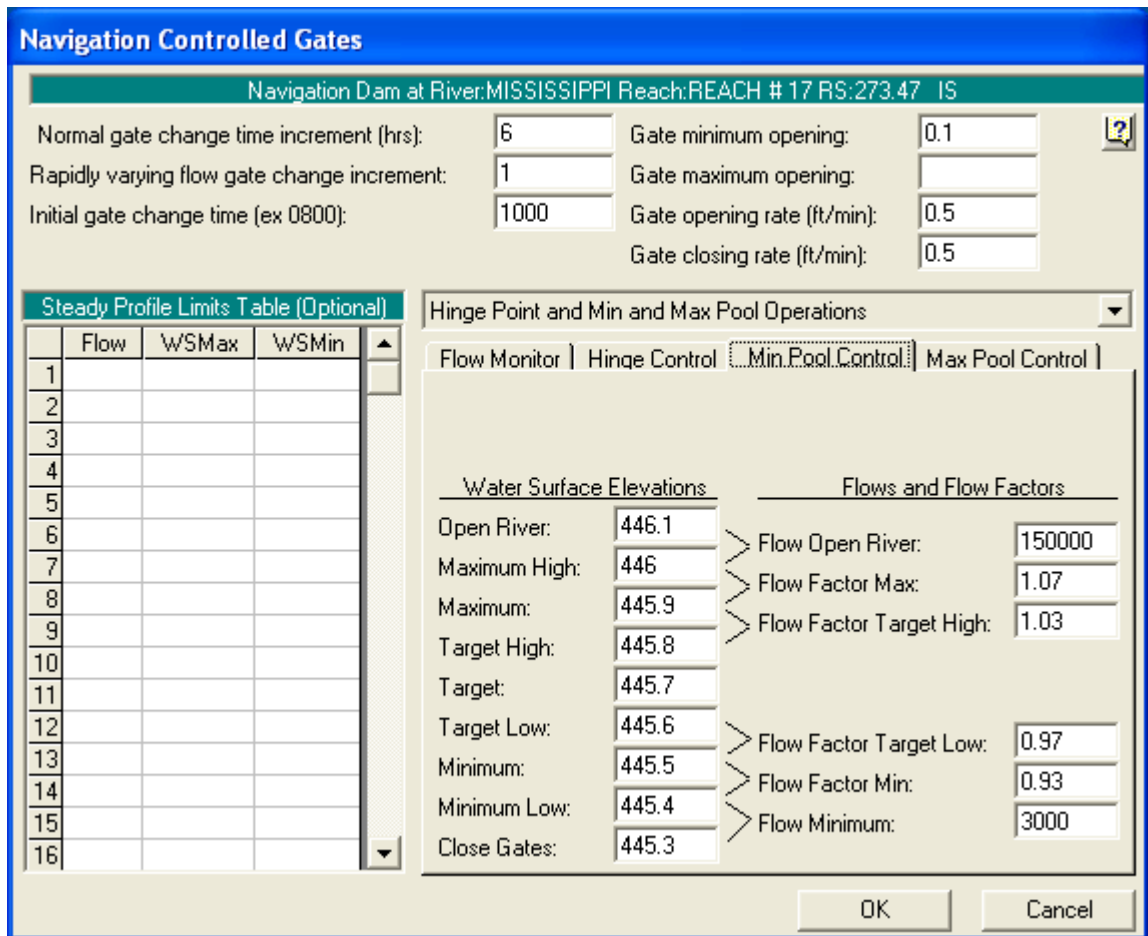 Navigation Controlled Gates
Navigation Dam at River:MISSISSIPPI Reach:REACH # 17 RS:273.47 IS
Normal gate change time increment (hrs): 6
Rapidly varying flow gate change increment: 1
Initial gate change time (ex 0800): 1000
Gate minimum opening: 0.1
Gate maximum opening:
Gate opening rate (ft/min): 0.5
Gate closing rate (ft/min): 0.5
Steady Profile Limits Table (Optional)
Flow WSMax WSMin
1
2
3
4
5
6
7
8
9
10
11
12
13
14
15
16
Hinge Point and Min and Max Pool Operations
Flow Monitor Hinge Control Min Pool Control Max Pool Control
Water Surface Elevations
Open River: 446.1
Maximum High: 446
Maximum: 445.9
Target High: 445.8
Target: 445.7
Target Low: 445.6
Minimum: 445.5
Minimum Low: 445.4
Close Gates: 445.3
Flows and Flow Factors
Flow Open River: 150000
Flow Factor Max: 1.07
Flow Factor Target High: 1.03
Flow Factor Target Low: 0.97
Flow Factor Min: 0.93
Flow Minimum: 3000
OK Cancel